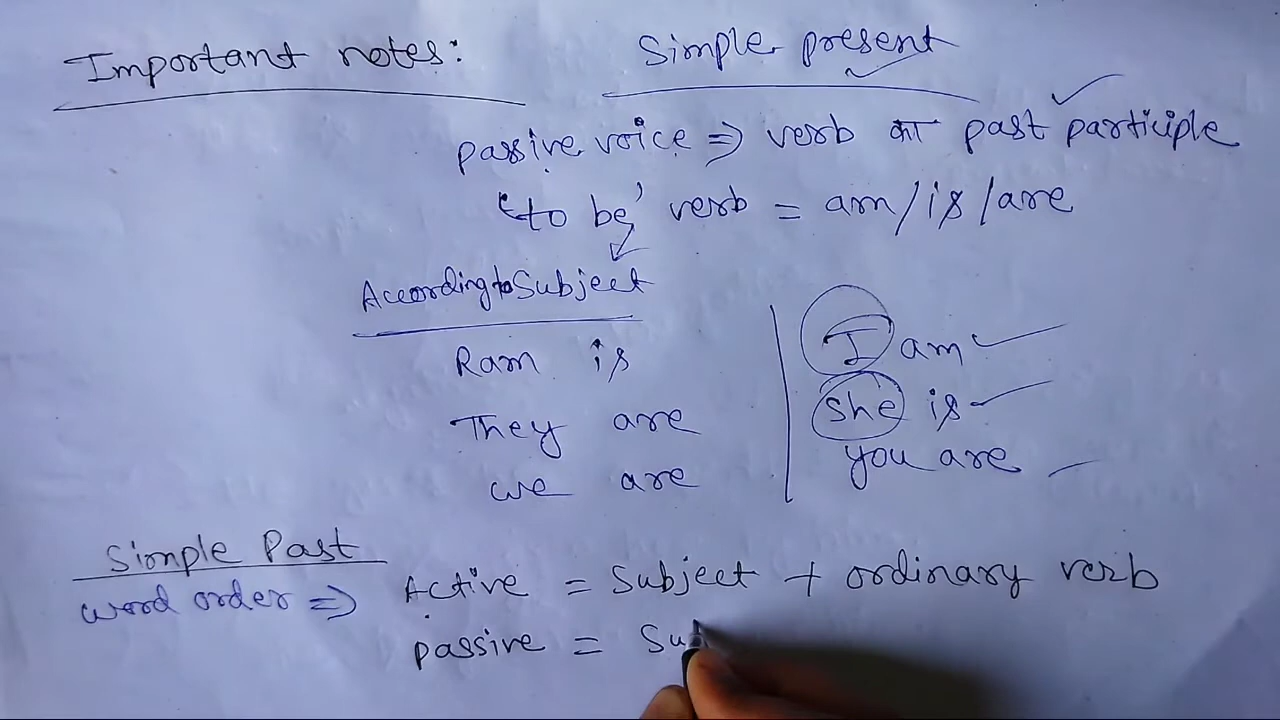 Important notes:
Simple present
passive voice => verb का past participle
'to be' verb = am/is/are
According to Subject
Ram is
They are
we are
I am
she is
you are
Simple Past
word order => Active = Subject + ordinary verb
passive = Su